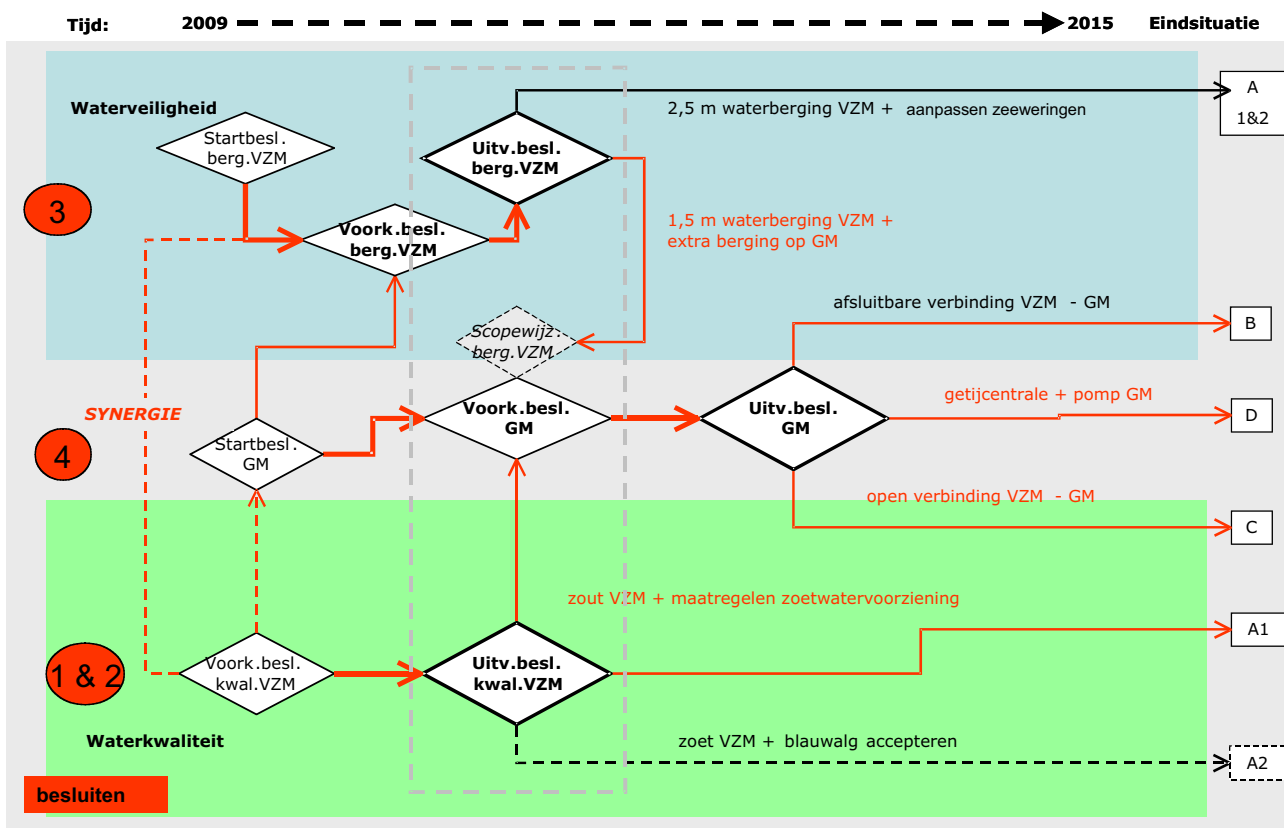 Tijd: 2009 2015 Eindsituatie
Waterveiligheid
Startbesl.
berg.VZM
3
Voork.besl.
berg.VZM
Uitv.besl.
berg.VZM
2,5 m waterberging VZM + aanpassen zeeweringen
A
1&2
1,5 m waterberging VZM +
extra berging op GM
Scopewijz.
berg.VZM
afsluitbare verbinding VZM - GM
B
SYNERGIE
4
Startbesl.
GM
Voork.besl.
GM
Uitv.besl.
GM
getijcentrale + pomp GM
D
open verbinding VZM - GM
C
zout VZM + maatregelen zoetwatervoorziening
A1
1 & 2
Voork.besl.
kwal.VZM
Uitv.besl.
kwal.VZM
Waterkwaliteit
zoet VZM + blauwalg accepteren
A2
besluiten